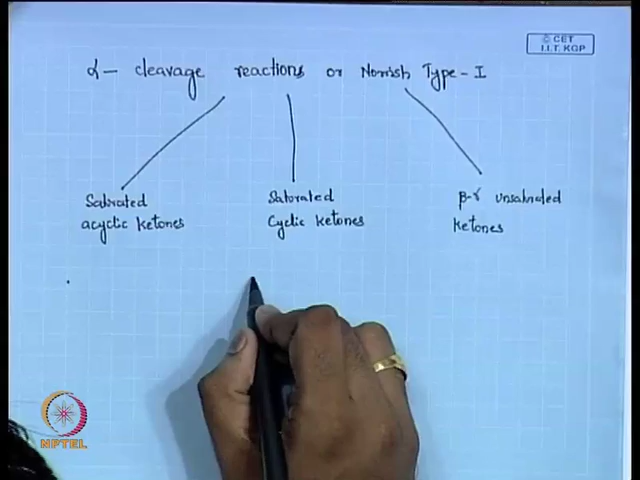 © CET
I.I.T. KGP
α- cleavage reactions or Norrish Type - I
Saturated
acyclic ketones
Saturated
Cyclic ketones
β-γ unsaturated
ketones
NPTEL